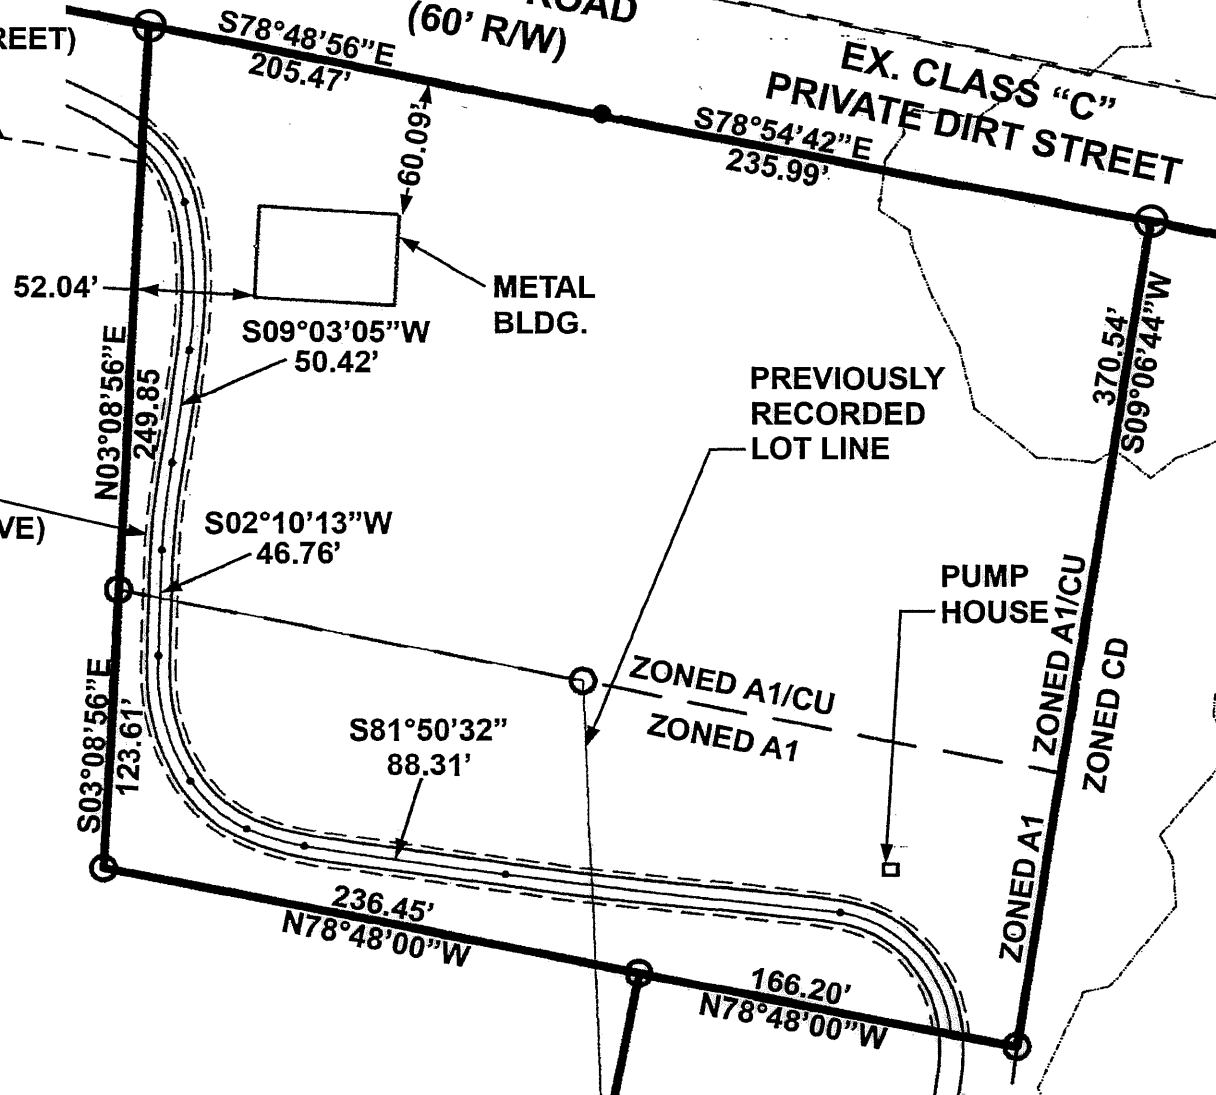 ROAD
(60’ R/W)
REET)
S78°48’56”E
205.47’
EX. CLASS “C”
PRIVATE DIRT STREET
60.09’
S78°54’42”E
235.99’
52.04’
METAL
BLDG.
S09°03’05”W
50.42’
N03°08’56”E
249.85
370.54’
S09°06’44”W
PREVIOUSLY
RECORDED
LOT LINE
VE)
S02°10’13”W
46.76’
PUMP
HOUSE
ZONED A1/CU
ZONED CD
ZONED A1/CU
ZONED A1
S03°08’56”E
123.61’
S81°50’32”
88.31’
ZONED A1
236.45’
N78°48’00”W
166.20’
N78°48’00”W